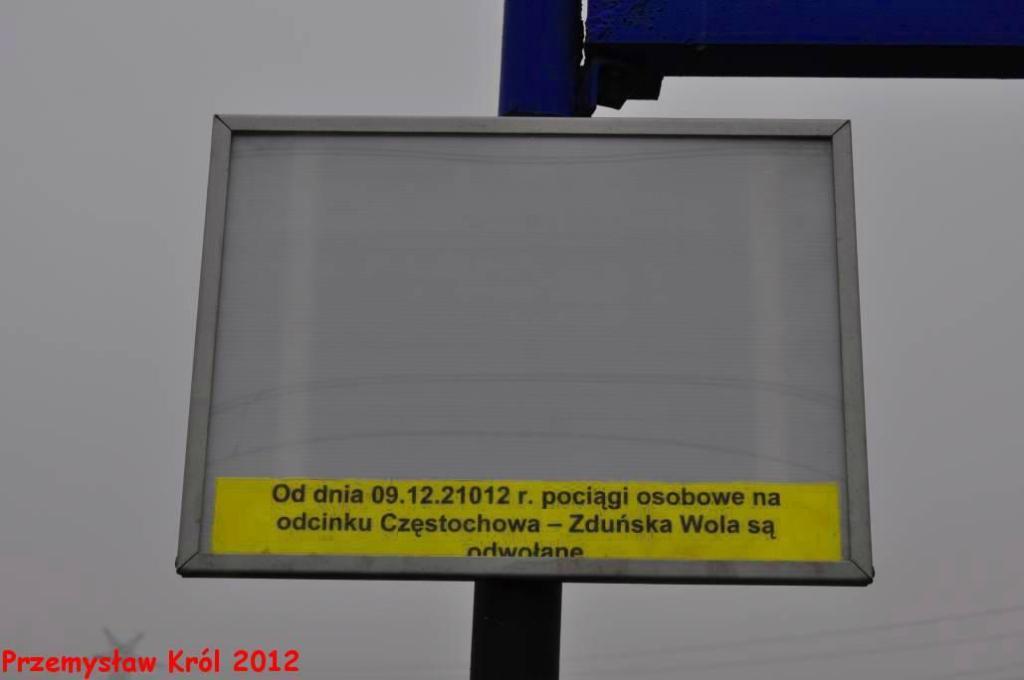 Od dnia 09.12.21012 r. pociągi osobowe na
odcinku Częstochowa – Zduńska Wola są
odwołane
Przemysław Król 2012